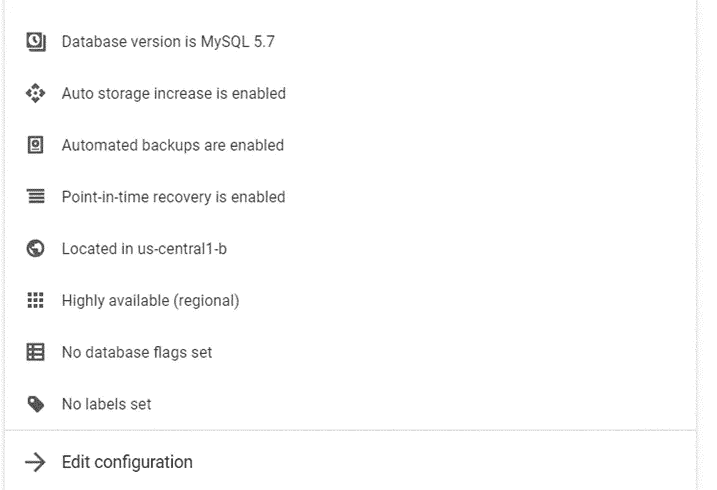 Database version is MySQL 5.7
Auto storage increase is enabled
Automated backups are enabled
Point-in-time recovery is enabled
Located in us-central1-b
Highly available (regional)
No database flags set
No labels set
Edit configuration